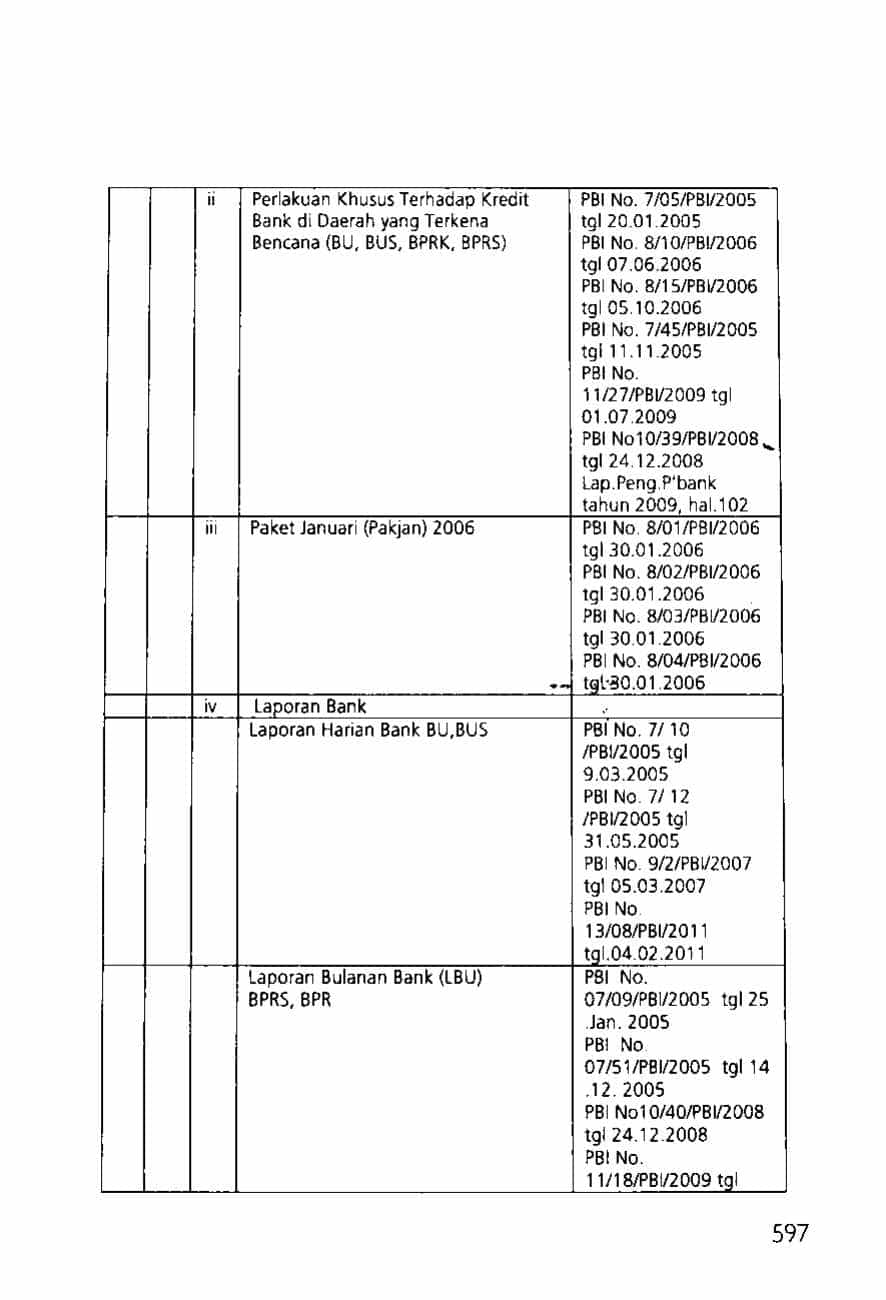 ii Perlakuan Khusus Terhadap Kredit PBI No. 7/05/PBI/2005
Bank di Daerah yang Terkena tgl 20.01.2005
Bencana (BU, BUS, BPRK, BPRS) PBI No. 8/10/PBI/2006
tgl 07.06.2006
PBI No. 8/15/PBI/2006
tgl 05.10.2006
PBI No. 7/45/PBI/2005
tgl 11.11.2005
PBI No.
11/27/PBI/2009 tgl
01.07.2009
PBI No10/39/PBI/2008
tgl 24.12.2008
Lap.Peng.P'bank
tahun 2009, hal.102
iii Paket Januari (Pakjan) 2006 PBI No. 8/01/PBI/2006
tgl 30.01.2006
PBI No. 8/02/PBI/2006
tgl 30.01.2006
PBI No. 8/03/PBI/2006
tgl 30.01.2006
PBI No. 8/04/PBI/2006
tgl 30.01.2006
iv Laporan Bank
Laporan Harian Bank BU,BUS PBI No. 7/ 10
/PBI/2005 tgl
9.03.2005
PBI No. 7/ 12
/PBI/2005 tgl
31.05.2005
PBI No. 9/2/PBI/2007
tgl 05.03.2007
PBI No.
13/08/PBI/2011
tgl.04.02.2011
Laporan Bulanan Bank (LBU) PBI No.
BPRS, BPR 07/09/PBI/2005 tgl 25
.Jan. 2005
PBI No.
07/51/PBI/2005 tgl 14
.12. 2005
PBI No10/40/PBI/2008
tgl 24.12.2008
PBI No.
11/18/PBI/2009 tgl
597